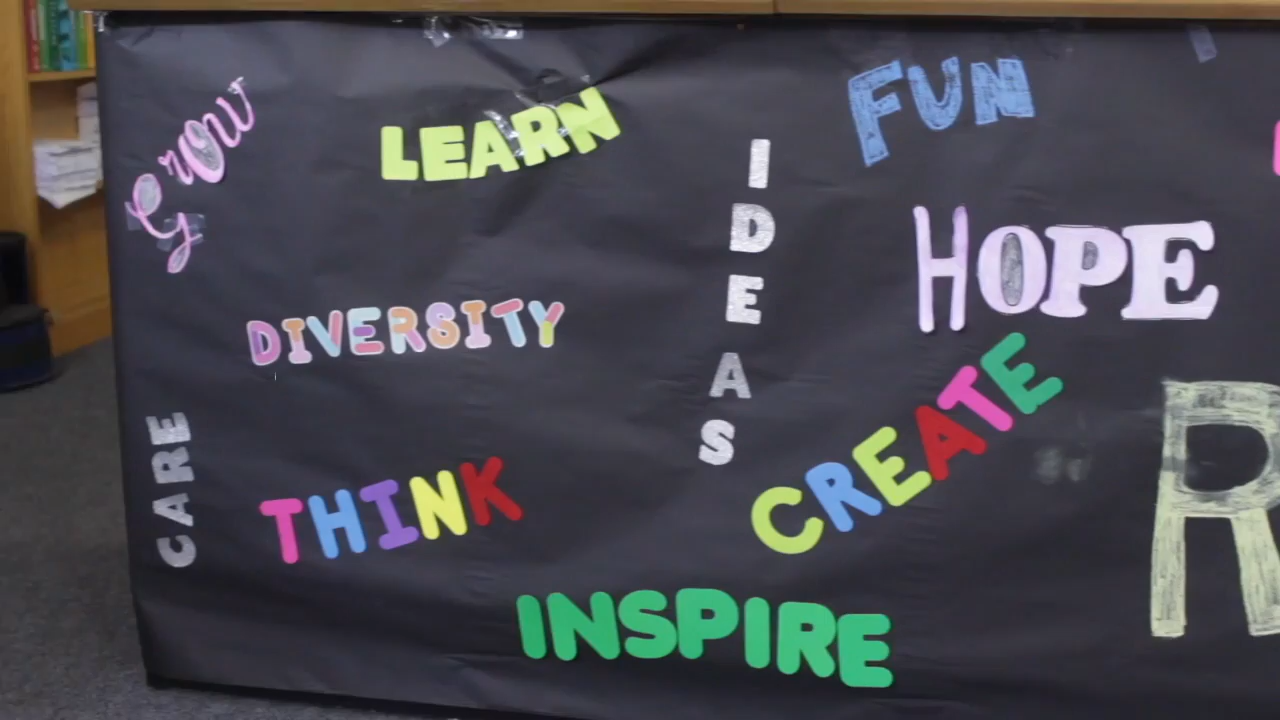 Grow
LEARN
FUN
IDEAS
HOPE
DIVERSITY
CREATE
CARE
THINK
R
INSPIRE